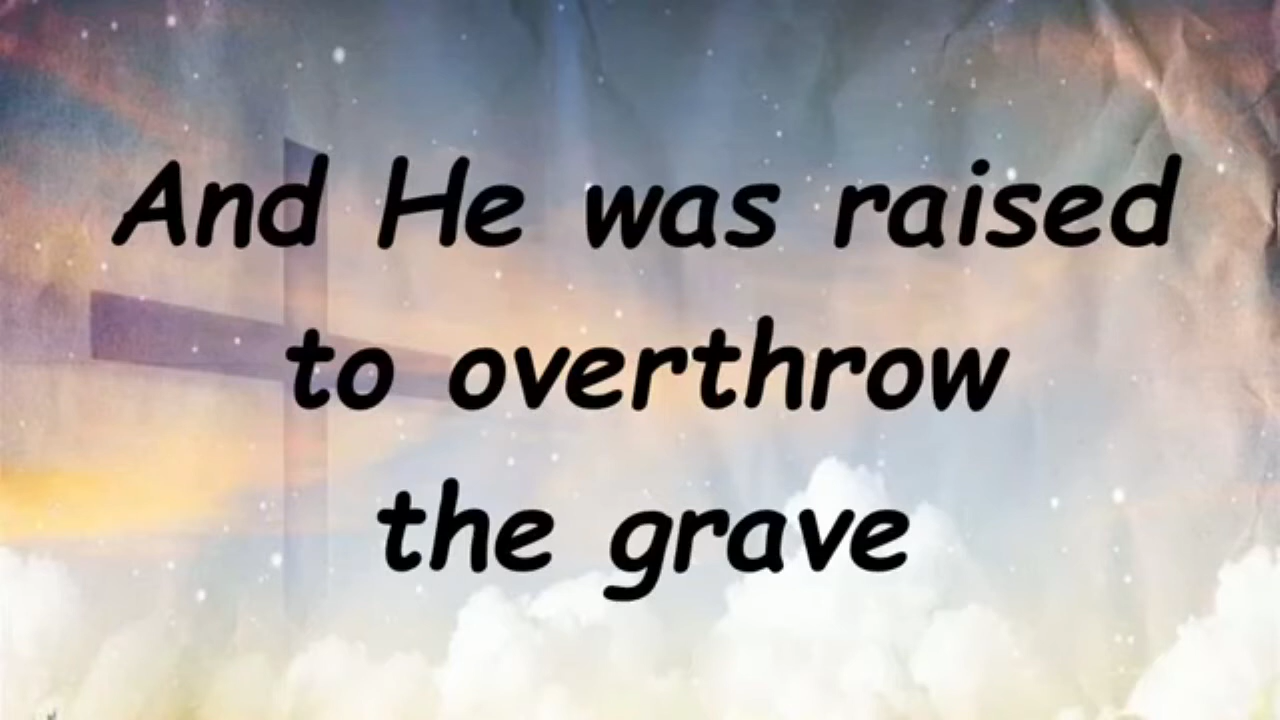 And He was raised
to overthrow
the grave